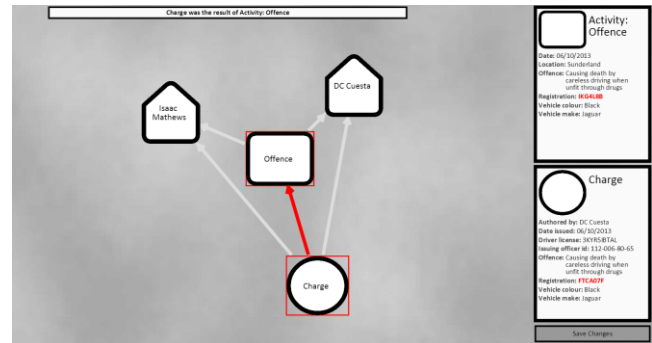 Charge was the result of Activity: Offence
Isaac
Mathews
DC Cuesta
Offence
Charge
Activity:
Offence
Date: 06/10/2013
Location: Sunderland
Offence: Causing death by
careless driving when
unfit through drugs
Registration: IKG4L8B
Vehicle colour: Black
Vehicle make: Jaguar
Charge
Authored by: DC Cuesta
Date issued: 06/10/2013
Driver license: 3KYR5IBTAL
Issuing officer id: 112-006-80-65
Offence: Causing death by
careless driving when
unfit through drugs
Registration: FTCA07F
Vehicle colour: Black
Vehicle make: Jaguar
Save Changes